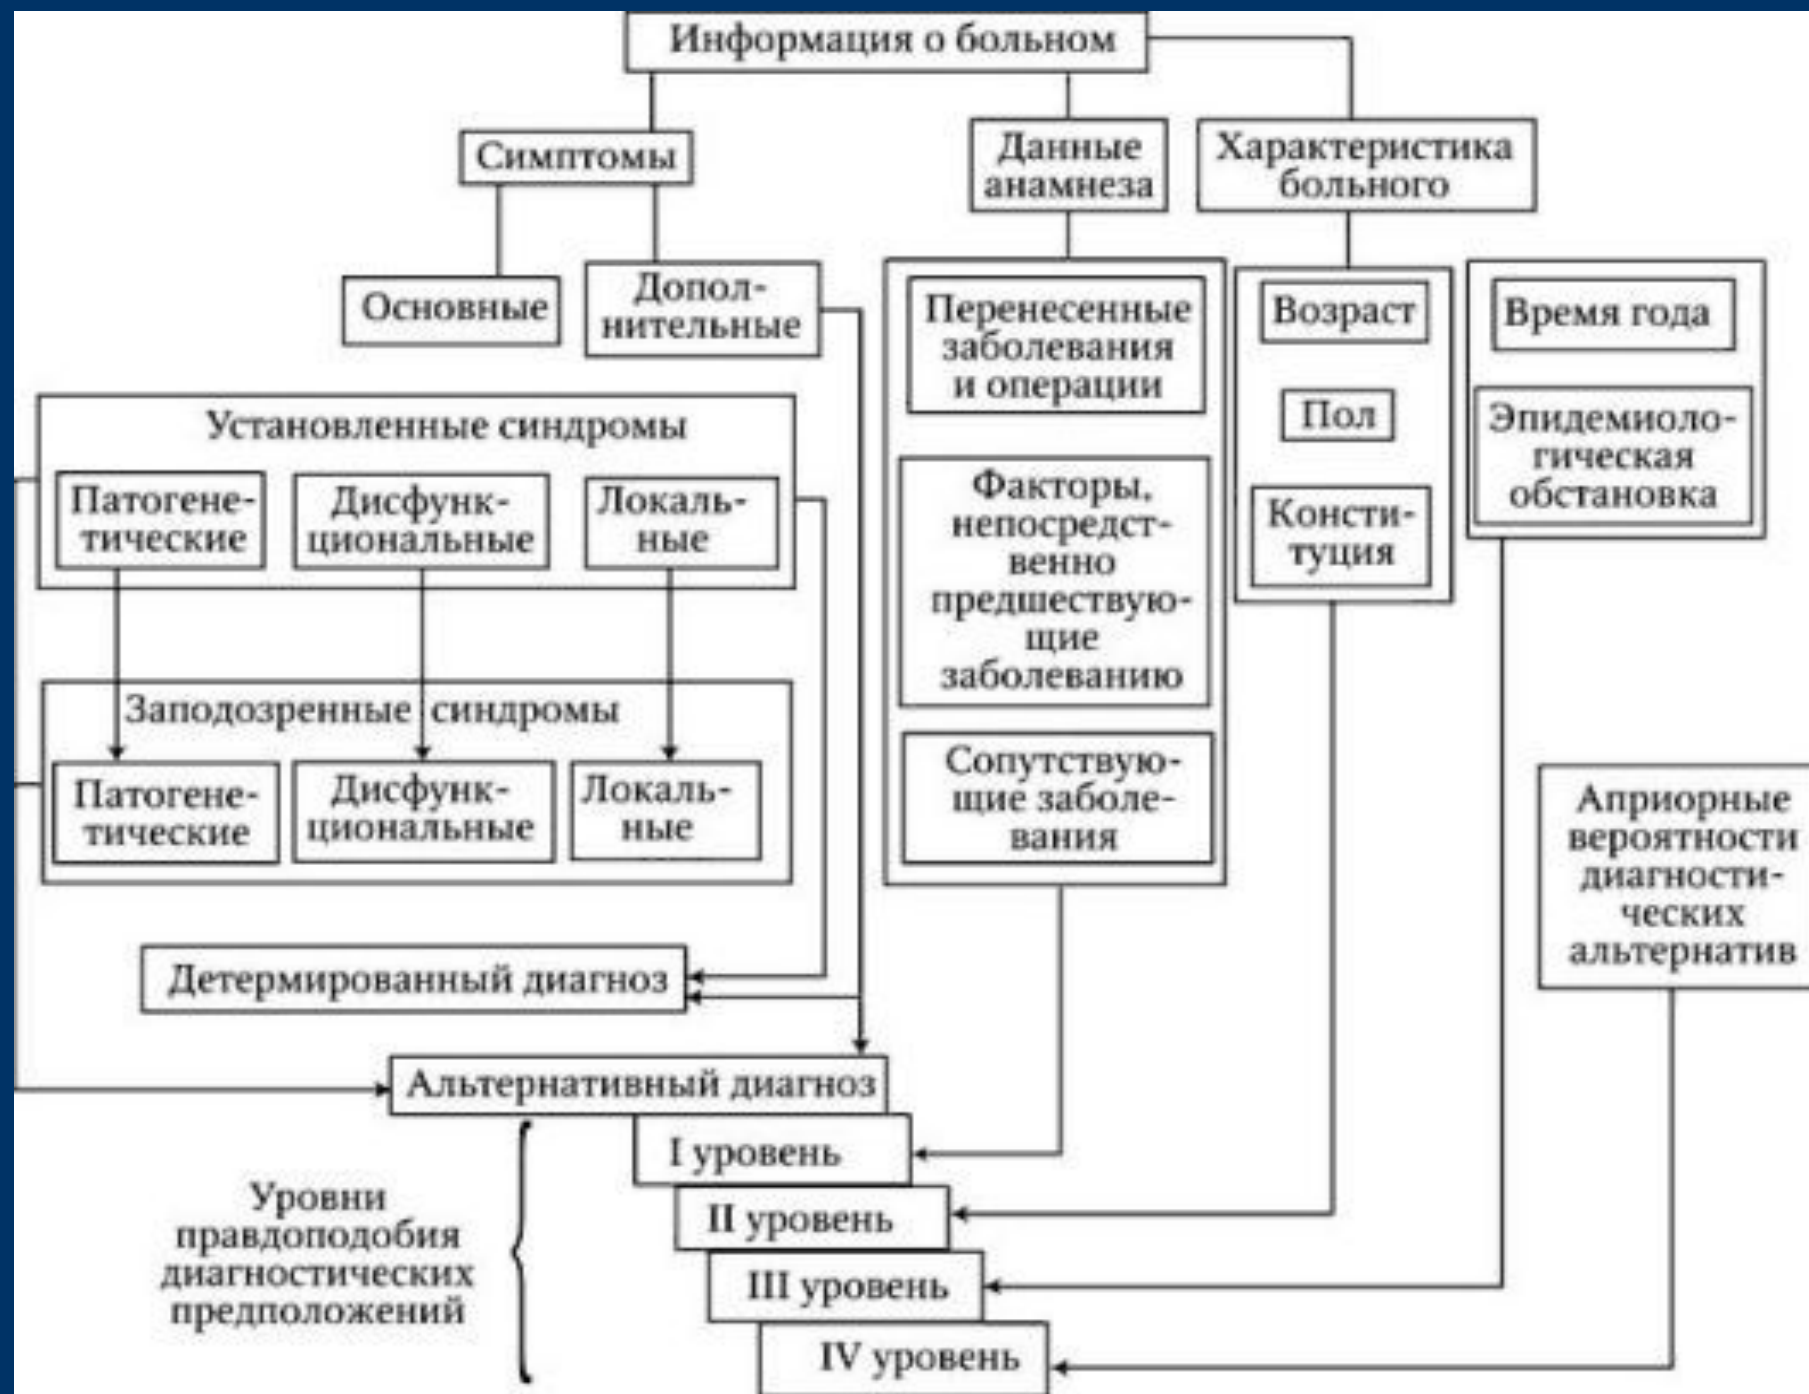 Информация о больном
Симптомы
Данные
анамнеза
Характеристика
больного
Основные
Допол-
нительные
Перенесенные
заболевания
и операции
Возраст
Время года
Пол
Эпидемиоло-
гическая
обстановка
Установленные синдромы
Патогене-
тические
Дисфунк-
циональные
Локаль-
ные
Факторы,
непосредст-
венно
предшествую-
щие
заболеванию
Консти-
туция
Заподозренные синдромы
Патогене-
тические
Дисфунк-
циональные
Локаль-
ные
Сопутствую-
щие заболе-
вания
Априорные
вероятности
диагности-
ческих
альтернатив
Детермированный диагноз
Альтернативный диагноз
I уровень
II уровень
III уровень
IV уровень
Уровни
правдоподобия
диагностических
предположений